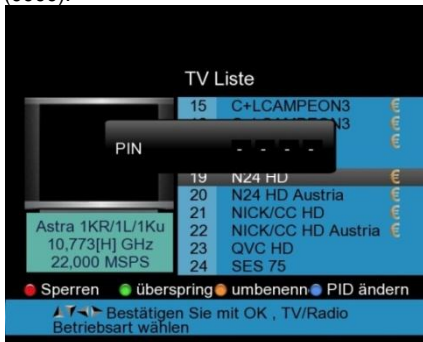 TV Liste
15 C+LCAMPEON3 €
N3 €
€
PIN - - - -
19 N24 HD €
20 N24 HD Austria €
21 NICK/CC HD €
22 NICK/CC HD Austria €
23 QVC HD
24 SES 75
Astra 1KR/1L/1Ku
10,773[H] GHz
22,000 MSPS
Sperren überspring umbenenn PID ändern
Bestätigen Sie mit OK , TV/Radio
Betriebsart wählen